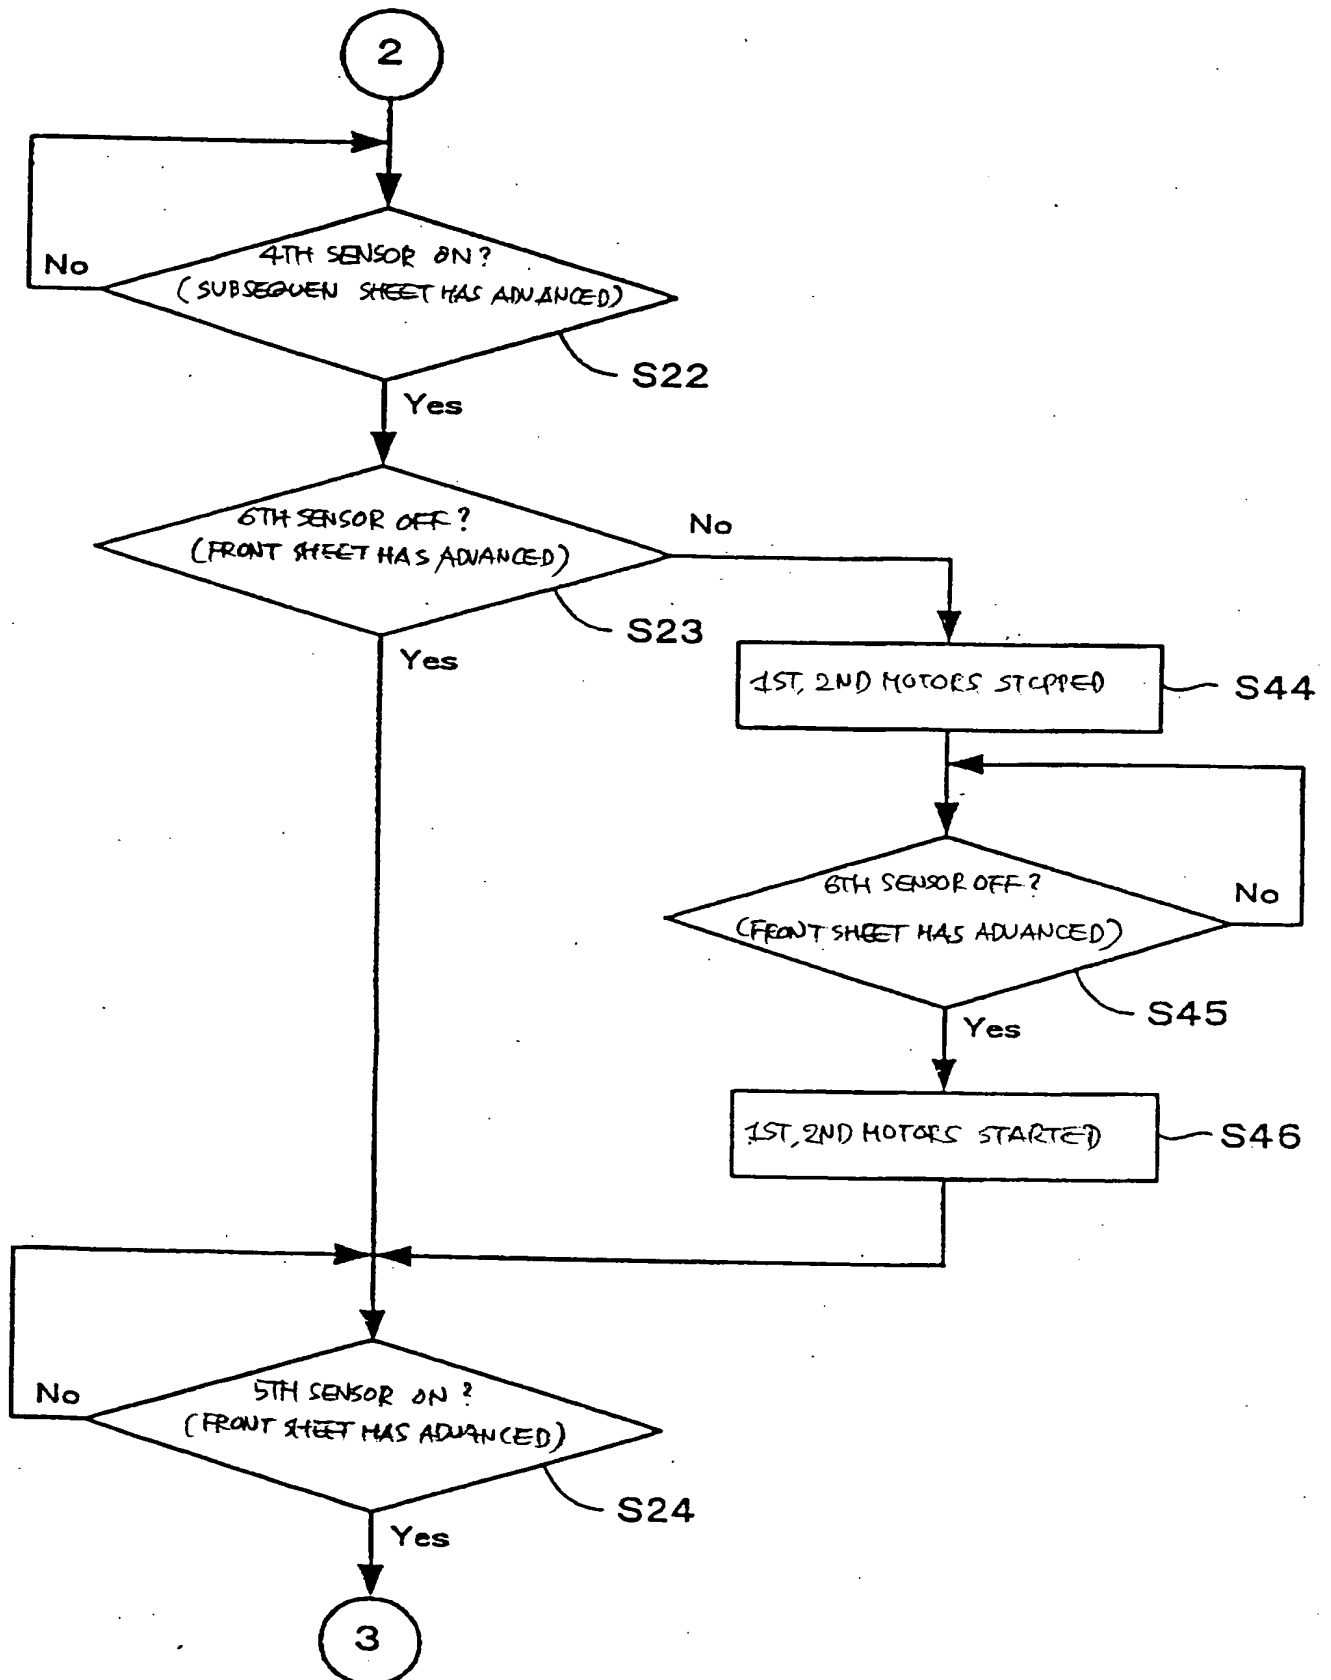 2
4TH SENSOR ON?
No
(SUBSEQUEN SHEET HAS ADVANCED)
S22
Yes
6TH SENSOR OFF?
No
(FRONT SHEET HAS ADVANCED)
S23
Yes
1ST, 2ND MOTORS STOPPED
S44
6TH SENSOR OFF?
No
(FRONT SHEET HAS ADVANCED)
S45
Yes
1ST, 2ND MOTORS STARTED
S46
5TH SENSOR ON?
No
(FRONT SHEET HAS ADVANCED)
S24
Yes
3